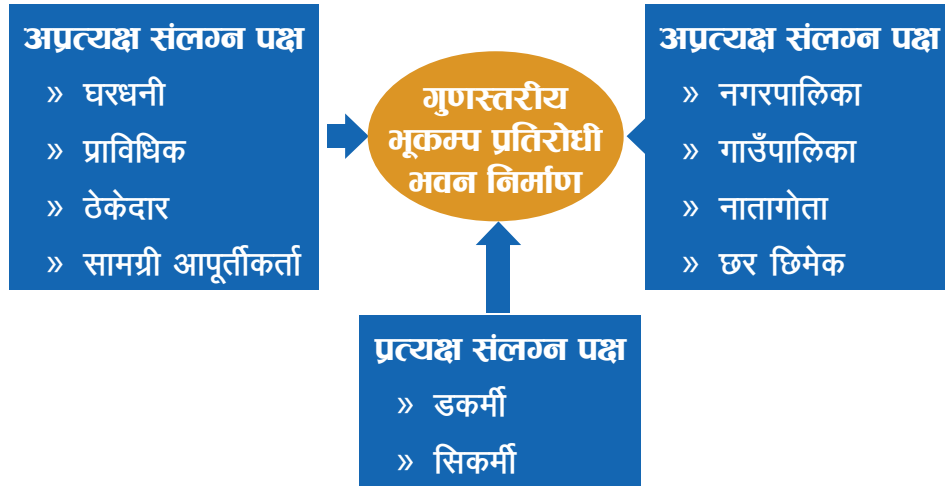 अप्रत्यक्ष संलग्न पक्ष
» घरधनी
» प्राविधिक
» ठेकेदार
» सामग्री आपूर्तीकर्ता
गुणस्तरीय
भूकम्प प्रतिरोधी
भवन निर्माण
अप्रत्यक्ष संलग्न पक्ष
» नगरपालिका
» गाउँपालिका
» नातागोता
» छर छिमेक
प्रत्यक्ष संलग्न पक्ष
» डकर्मी
» सिकर्मी